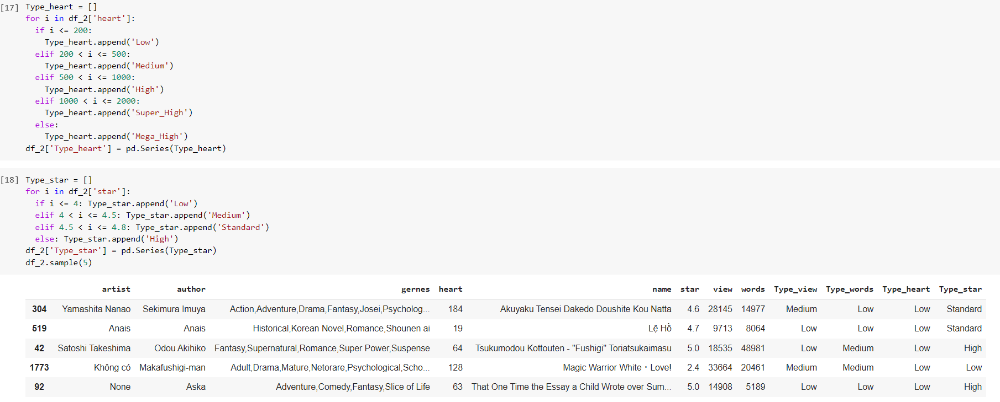 [17] Type_heart = []
for i in df_2['heart']:
  if i <= 200:
    Type_heart.append('Low')
  elif 200 < i <= 500:
    Type_heart.append('Medium')
  elif 500 < i <= 1000:
    Type_heart.append('High')
  elif 1000 < i <= 2000:
    Type_heart.append('Super_High')
  else:
    Type_heart.append('Mega_High')
df_2['Type_heart'] = pd.Series(Type_heart)
[18] Type_star = []
for i in df_2['star']:
  if i <= 4: Type_star.append('Low')
  elif 4 < i <= 4.5: Type_star.append('Medium')
  elif 4.5 < i <= 4.8: Type_star.append('Standard')
  else: Type_star.append('High')
df_2['Type_star'] = pd.Series(Type_star)
df_2.sample(5)
artist author gernes heart name star view words Type_view Type_words Type_heart Type_star
304 Yamashita Nanao Sekimura Imuya Action,Adventure,Drama,Fantasy,Josei,Psycholog... 184 Akuyaku Tensei Dakedo Doushite Kou Natta 4.6 28145 14977 Medium Low Low Standard
519 Anais Anais Historical,Korean Novel,Romance,Shounen ai 19 Lệ Hồ 4.7 9713 8064 Low Low Low Standard
42 Satoshi Takeshima Odou Akihiko Fantasy,Supernatural,Romance,Super Power,Suspense 64 Tsukumodou Kottouten - "Fushigi" Toriatsukaimasu 5.0 18535 48981 Low Medium Low High
1773 Không có Makafushigi-man Adult,Drama,Mature,Netorare,Psychological,Scho... 128 Magic Warrior White・Love! 2.4 33664 20461 Medium Medium Low Low
92 None Aska Adventure,Comedy,Fantasy,Slice of Life 63 That One Time the Essay a Child Wrote over Sum... 5.0 14908 5189 Low Low Low High